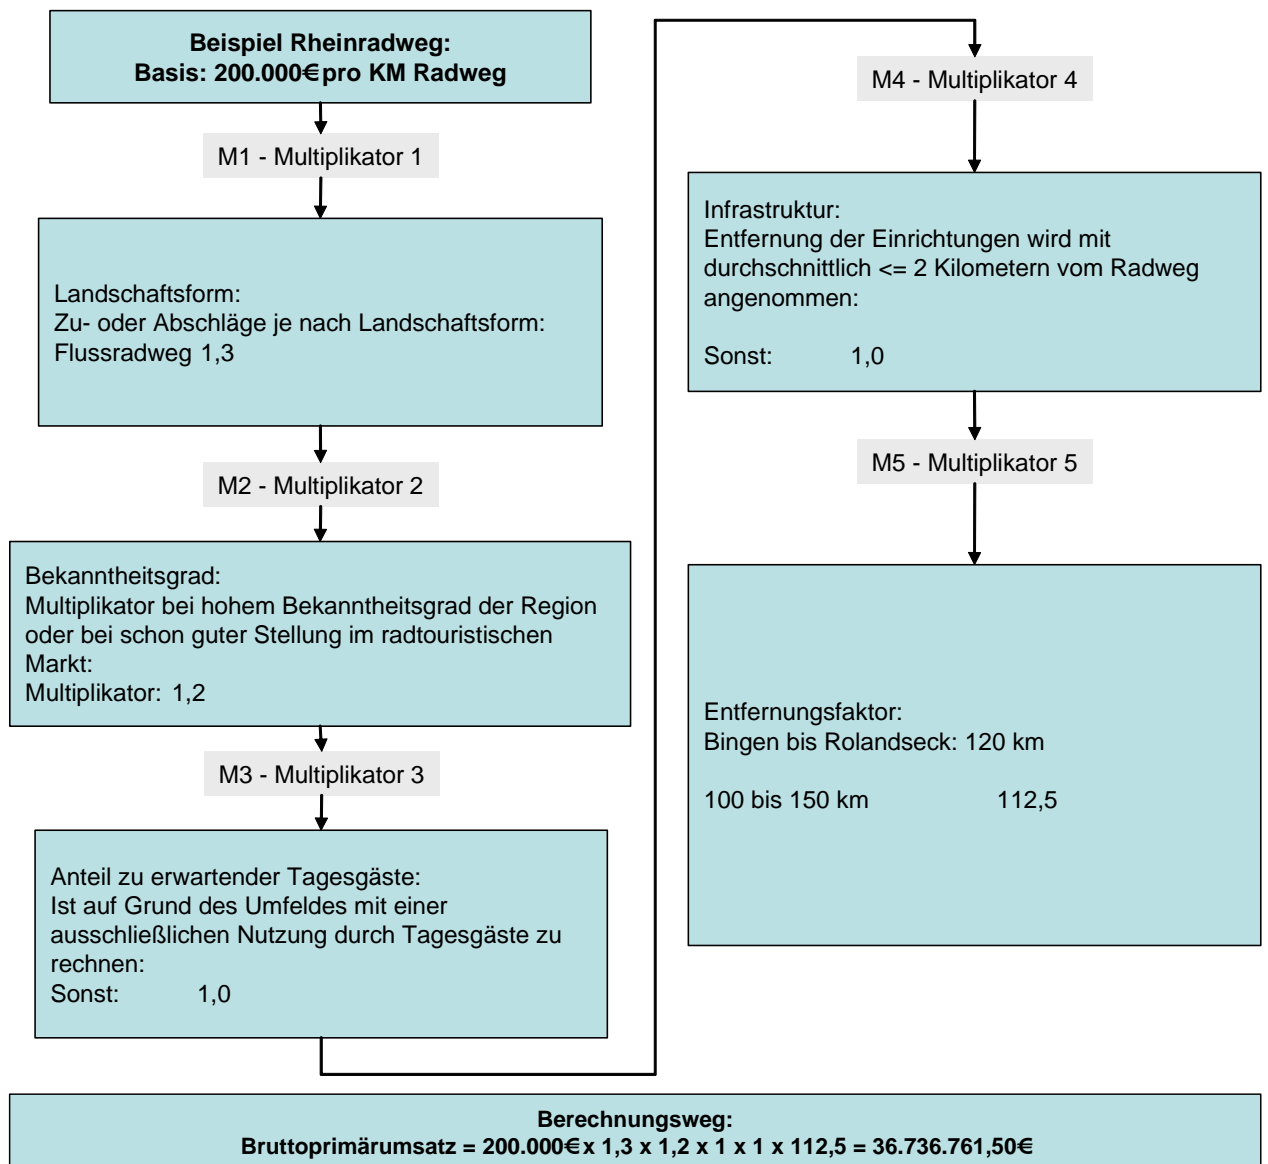 Beispiel Rheinradweg:
Basis: 200.000€ pro KM Radweg
M1 - Multiplikator 1
Landschaftsform:
Zu- oder Abschläge je nach Landschaftsform:
Flussradweg 1,3
M2 - Multiplikator 2
Bekanntheitsgrad:
Multiplikator bei hohem Bekanntheitsgrad der Region
oder bei schon guter Stellung im radtouristischen
Markt:
Multiplikator: 1,2
M3 - Multiplikator 3
Anteil zu erwartender Tagesgäste:
Ist auf Grund des Umfeldes mit einer
ausschließlichen Nutzung durch Tagesgäste zu
rechnen:
Sonst: 1,0
M4 - Multiplikator 4
Infrastruktur:
Entfernung der Einrichtungen wird mit
durchschnittlich <= 2 Kilometern vom Radweg
angenommen:
Sonst: 1,0
M5 - Multiplikator 5
Entfernungsfaktor:
Bingen bis Rolandseck: 120 km
100 bis 150 km 112,5
Berechnungsweg:
Bruttoprimärumsatz = 200.000€ x 1,3 x 1,2 x 1 x 1 x 112,5 = 36.736.761,50€